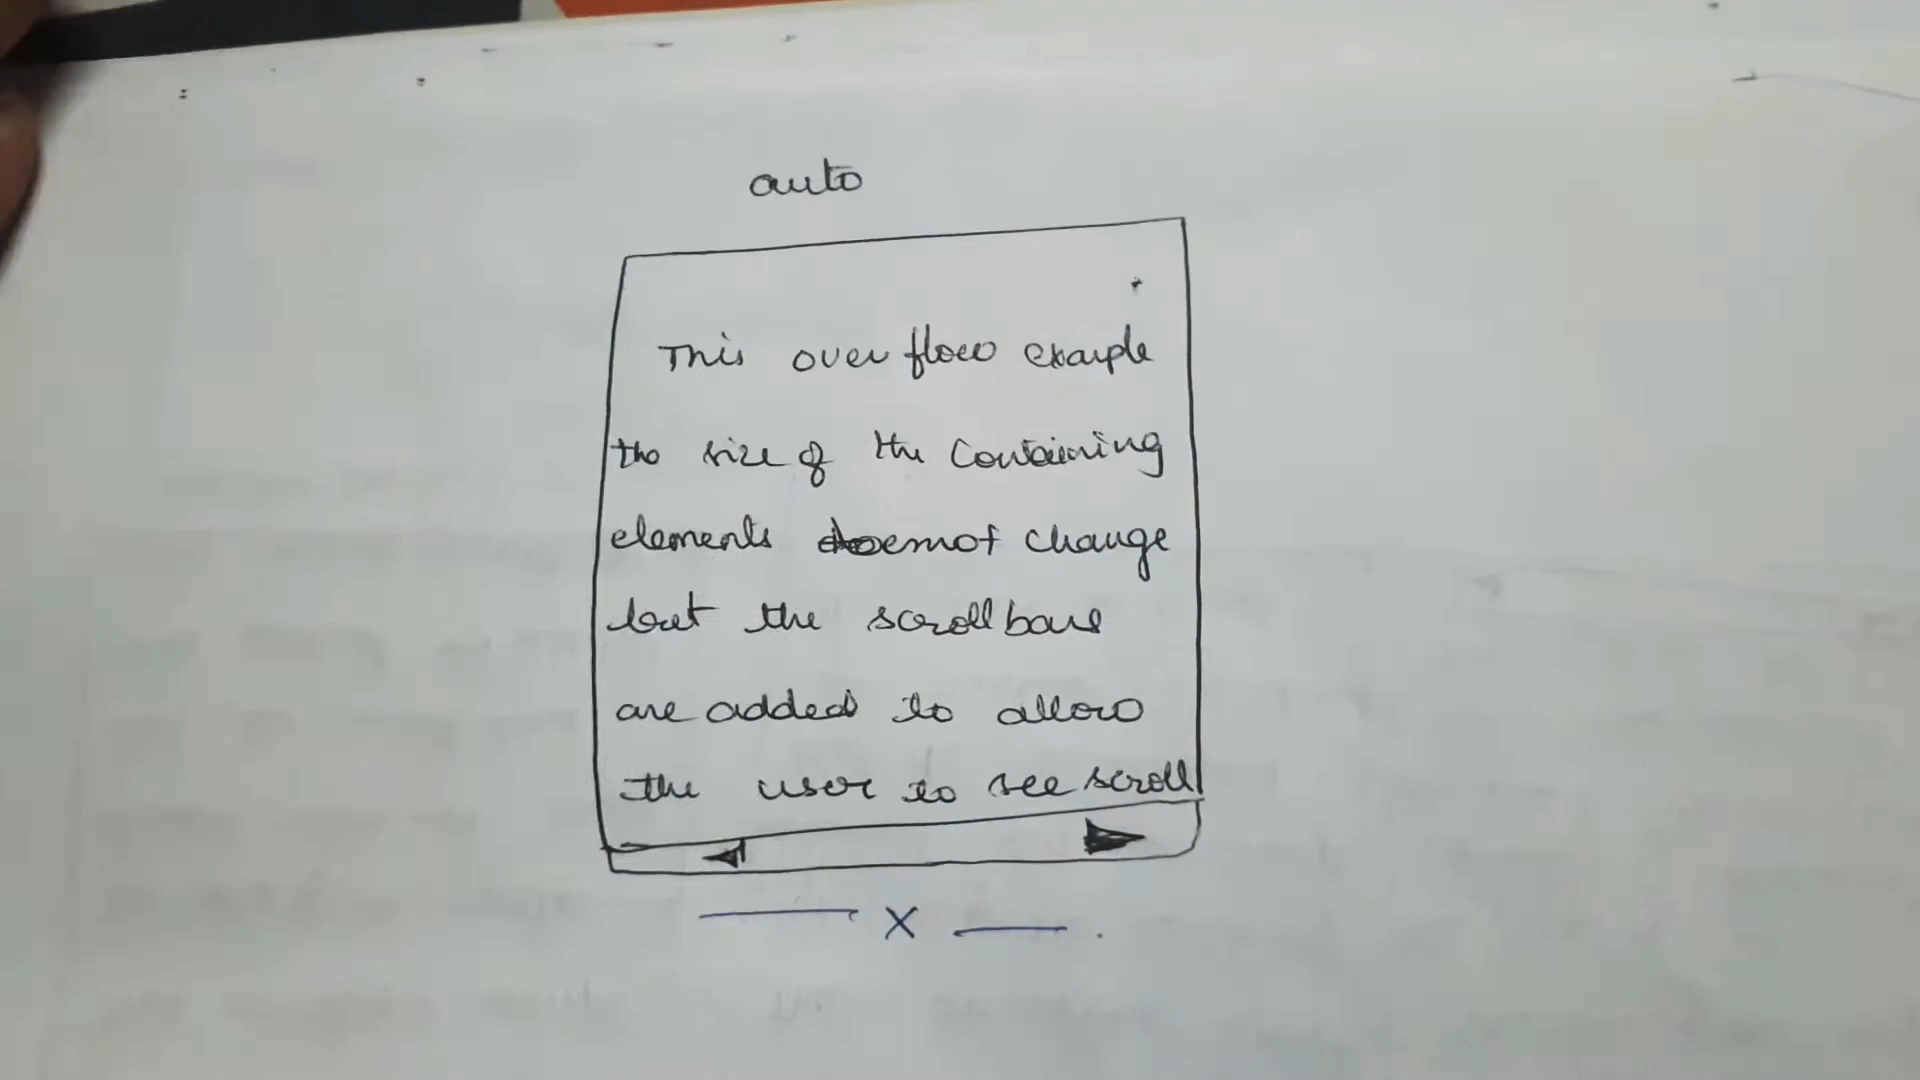 auto
This over flow example
the size of the Containing
elements doemot change
but the scroll bars
are added to allow
the user to see scroll
X